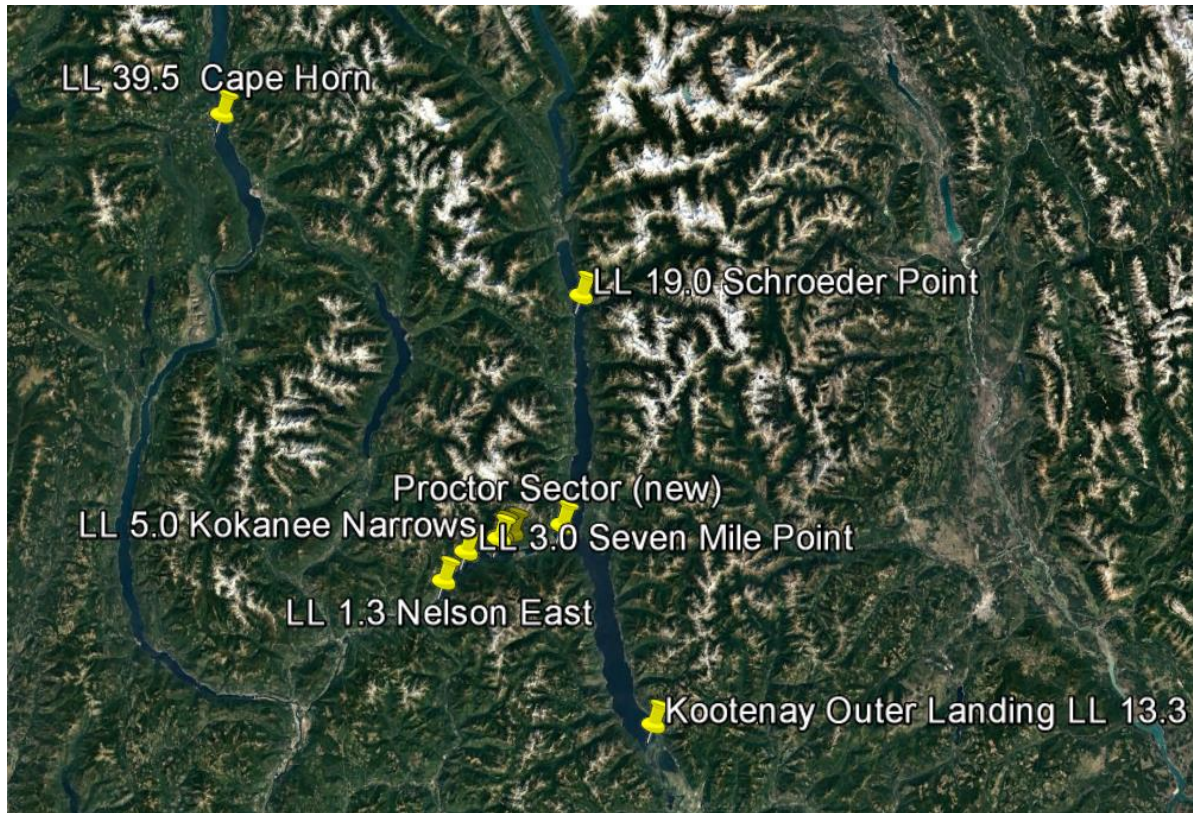 LL 39.5  Cape Horn
LL 19.0 Schroeder Point
Proctor Sector (new)
LL 5.0 Kokanee Narrows
LL 3.0 Seven Mile Point
LL 1.3 Nelson East
Kootenay Outer Landing LL 13.3